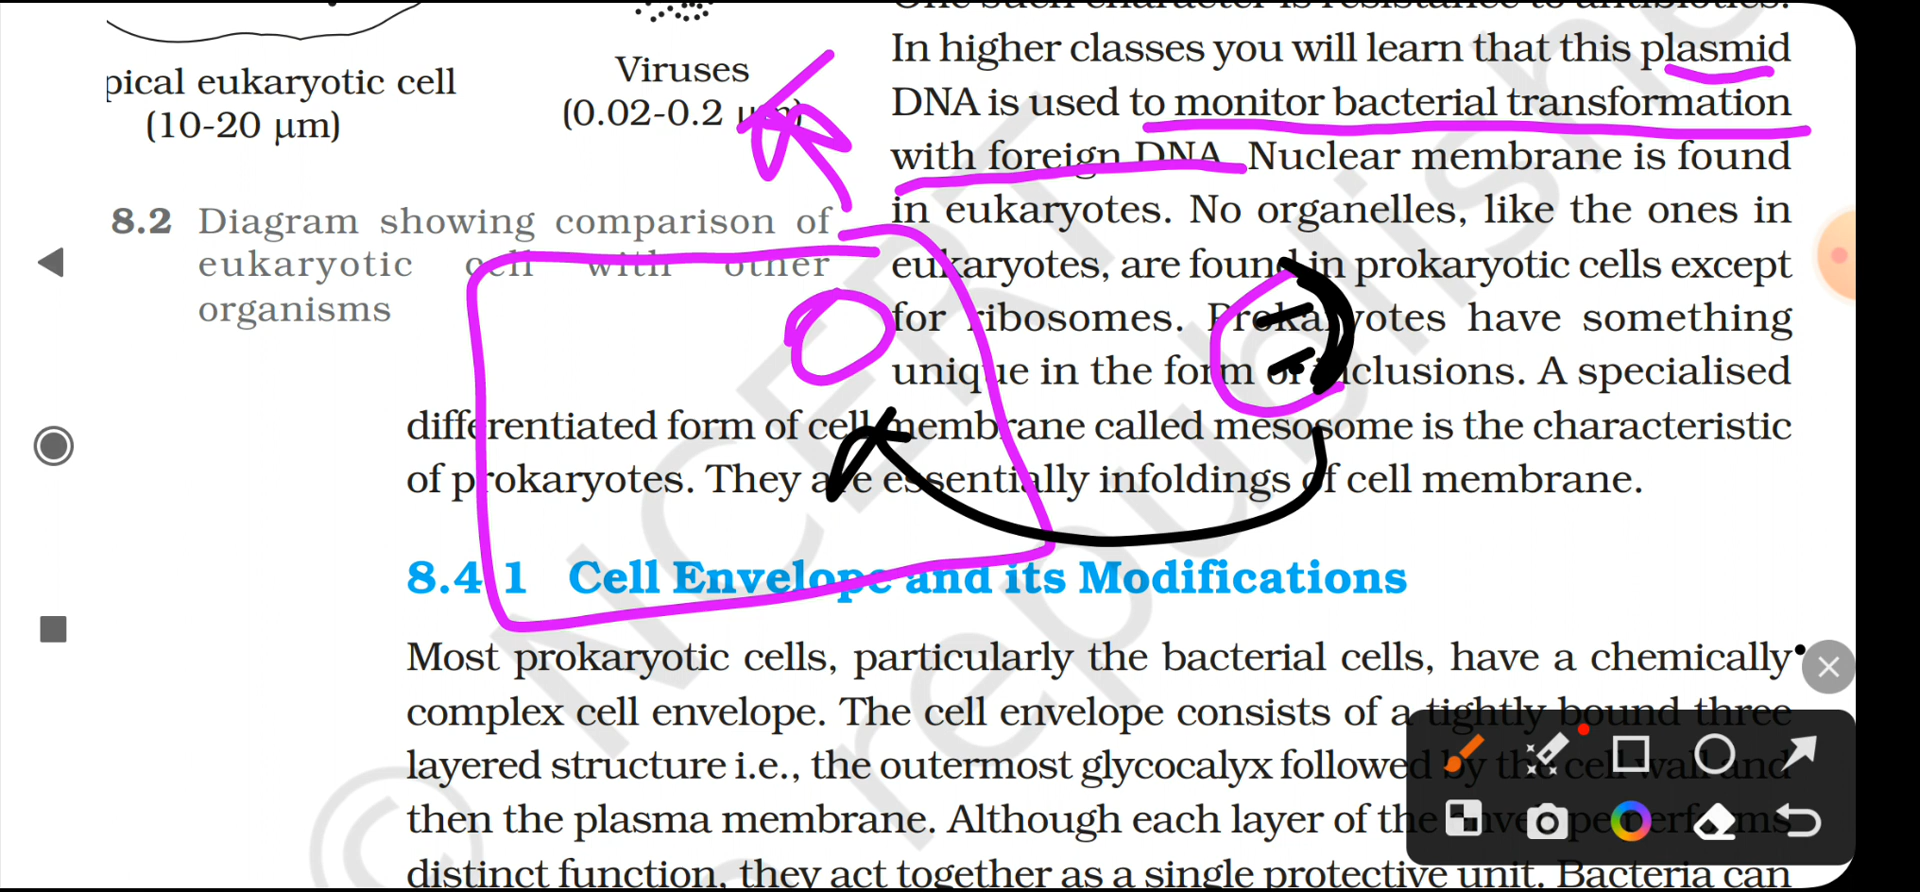 One such character is resistance to antibiotics.
In higher classes you will learn that this plasmid
DNA is used to monitor bacterial transformation
with foreign DNA. Nuclear membrane is found
in eukaryotes. No organelles, like the ones in
eukaryotes, are found in prokaryotic cells except
for ribosomes. Prokaryotes have something
unique in the form of inclusions. A specialised
differentiated form of cell membrane called mesosome is the characteristic
of prokaryotes. They are essentially infoldings of cell membrane.
pical eukaryotic cell
(10-20 μm)
Viruses
(0.02-0.2 μm)
8.2 Diagram showing comparison of
eukaryotic cell with other
organisms
8.4.1 Cell Envelope and its Modifications
Most prokaryotic cells, particularly the bacterial cells, have a chemically
complex cell envelope. The cell envelope consists of a tightly bound three
layered structure i.e., the outermost glycocalyx followed by the cell wall and
then the plasma membrane. Although each layer of the envelope performs
distinct function, they act together as a single protective unit. Bacteria can
© NCERT
republishe